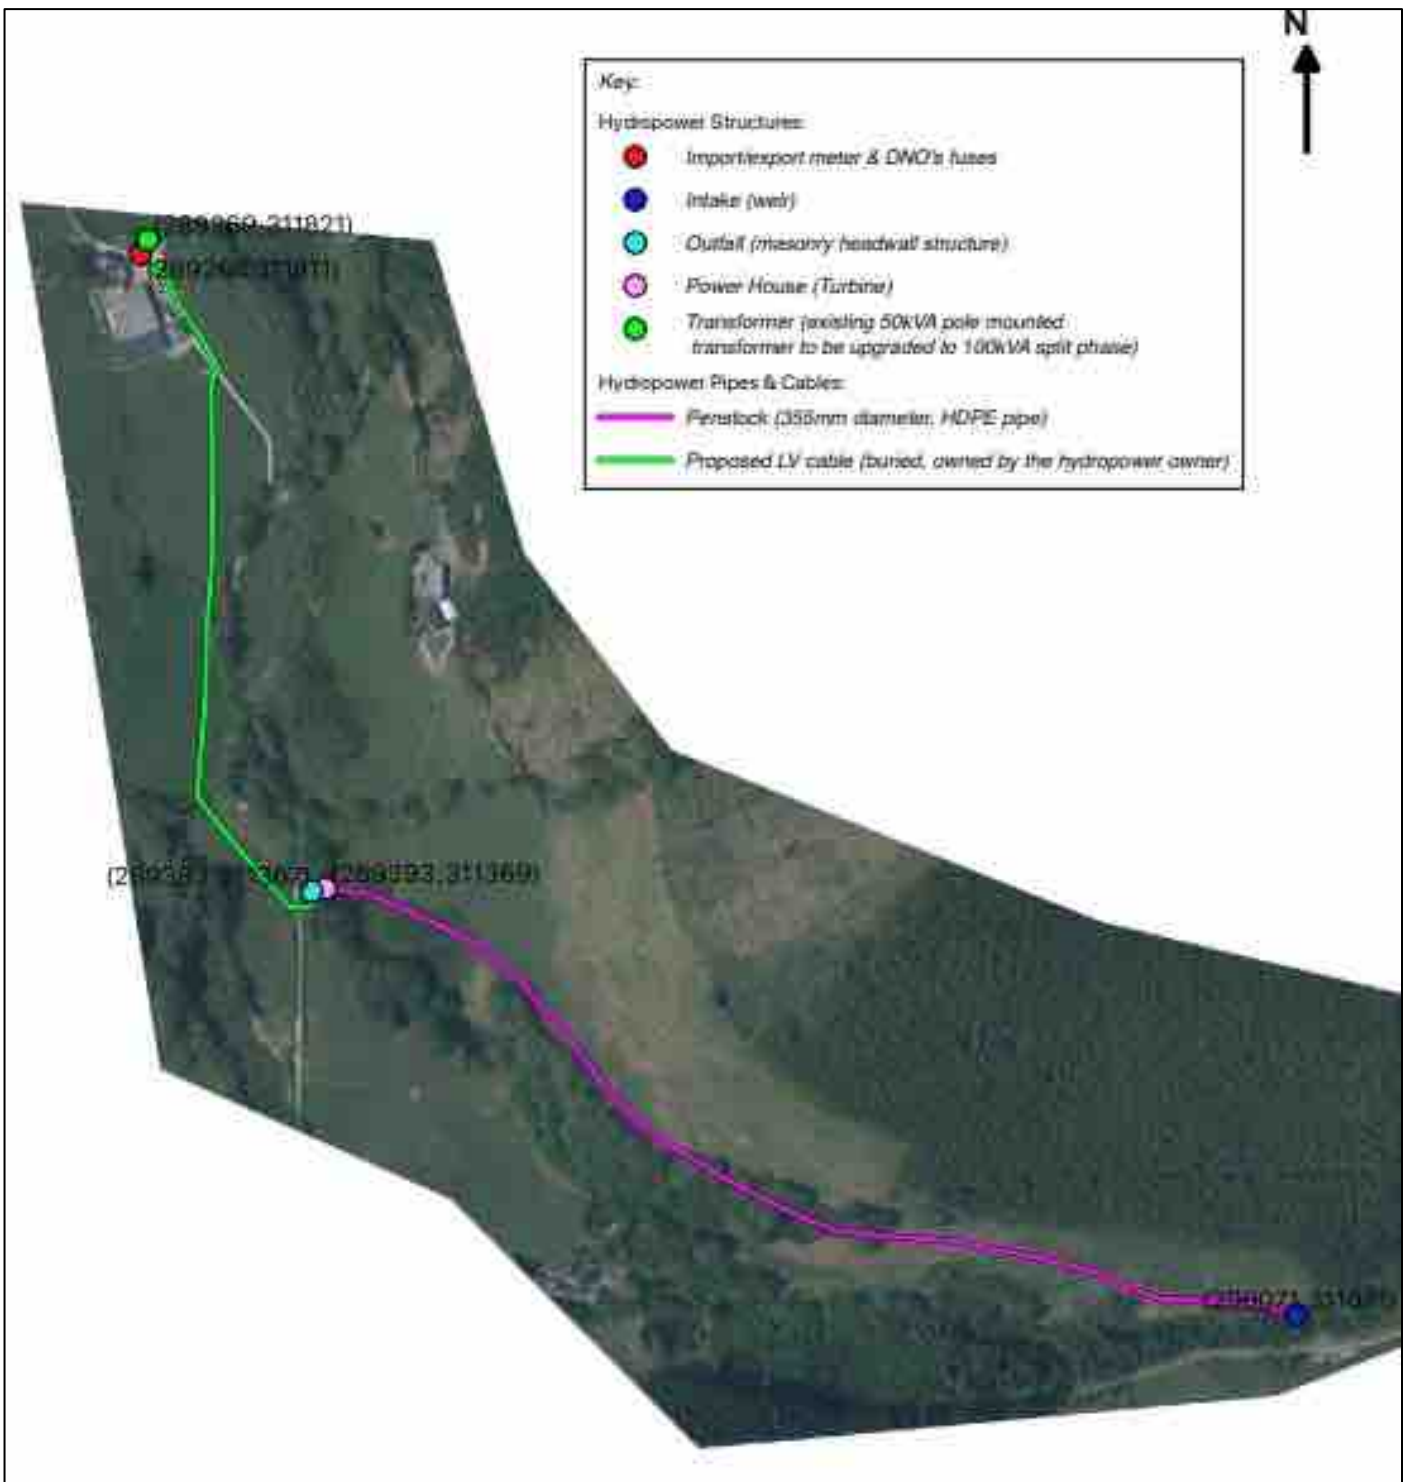 N
Key:
Hydropower Structures:
Import/export meter & DNO's fuses
Intake (weir)
Outfall (masonry headwall structure)
Power House (Turbine)
Transformer (existing 50kVA pole mounted
transformer to be upgraded to 100kVA split phase)
Hydropower Pipes & Cables:
Penstock (355mm diameter, HDPE pipe)
Proposed LV cable (buried, owned by the hydropower owner)
(289269,311821)
(289393,311369)